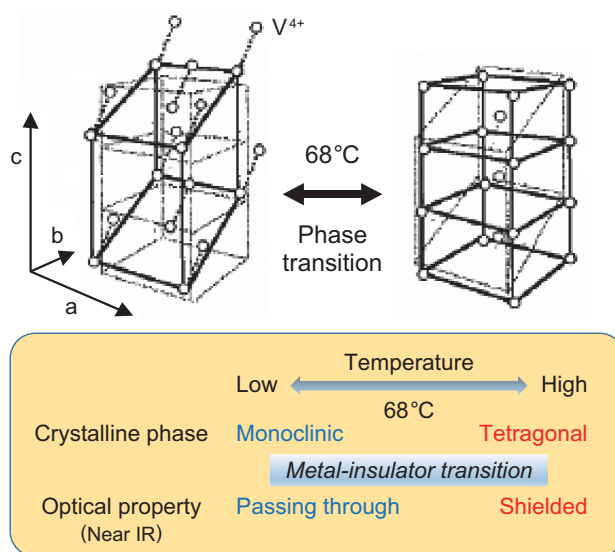 V⁴⁺
c
b
a
68°C
Phase
transition
Temperature
Low
High
68°C
Crystalline phase
Monoclinic
Tetragonal
Metal-insulator transition
Optical property
(Near IR)
Passing through
Shielded